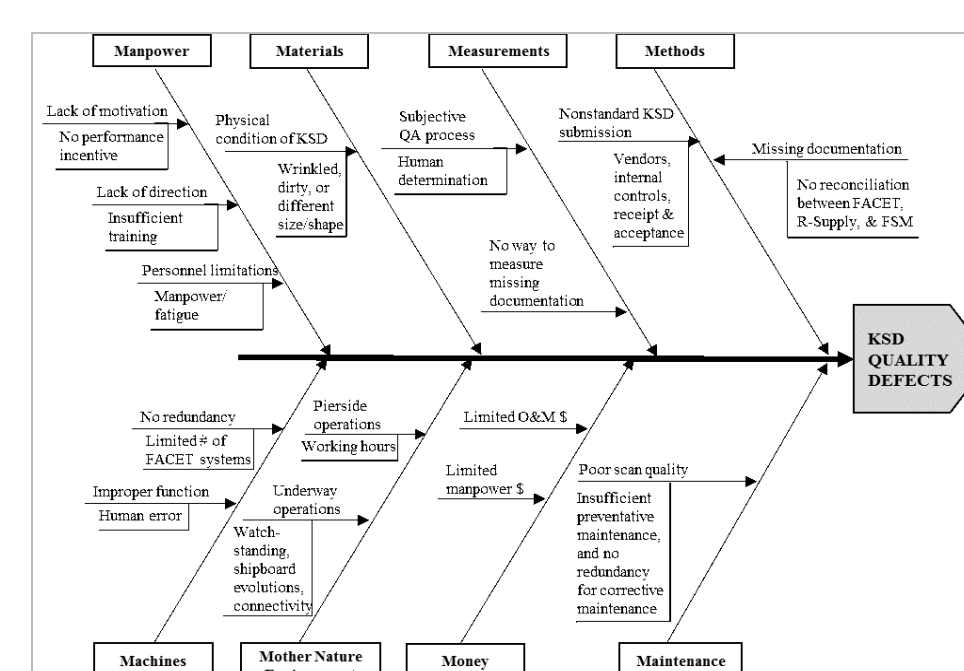 Manpower
Materials
Measurements
Methods
Lack of motivation
No performance
incentive
Lack of direction
Insufficient
training
Personnel limitations
Manpower/
fatigue
Physical
condition of KSD
Wrinkled,
dirty, or
different
size/shape
Subjective
QA process
Human
determination
No way to
measure
missing
documentation
Nonstandard KSD
submission
Vendors,
internal
controls,
receipt &
acceptance
Missing documentation
No reconciliation
between FACET,
R-Supply, & FSM
KSD
QUALITY
DEFECTS
No redundancy
Limited # of
FACET systems
Improper function
Human error
Pierside
operations
Working hours
Underway
operations
Watch-
standing,
shipboard
evolutions,
connectivity
Limited O&M $
Limited
manpower $
Poor scan quality
Insufficient
preventative
maintenance,
and no
redundancy
for corrective
maintenance
Machines
Mother Nature
Money
Maintenance